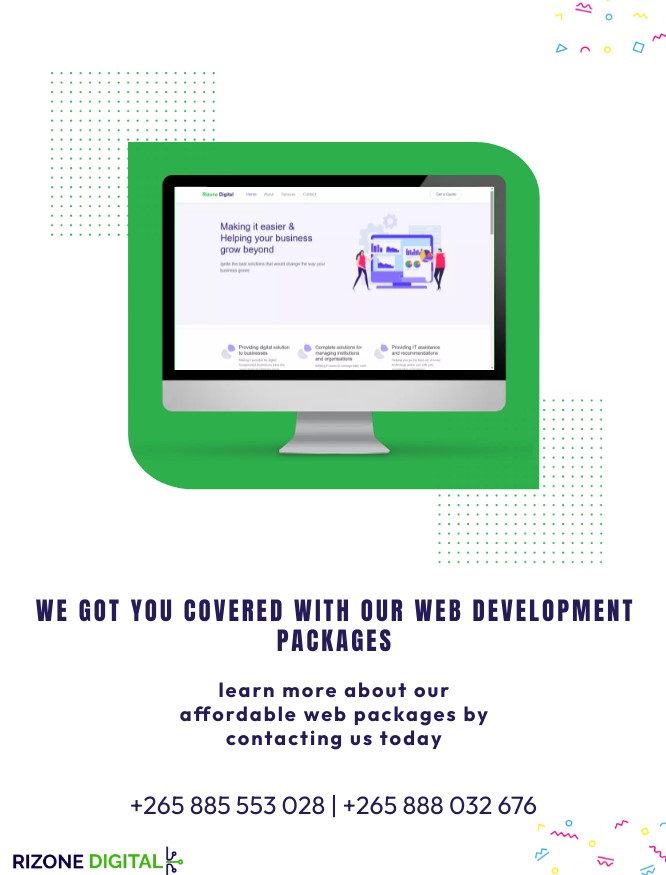 Rizone Digital Home About Services Contact Get a Quote
Making it easier &
Helping your business
grow beyond
Ignite the best solutions that would change the way your
business grows
Providing digital solution
to businesses
Complete solutions for
managing institutions
and organisations
Providing IT assistance
and recommendations
WE GOT YOU COVERED WITH OUR WEB DEVELOPMENT
PACKAGES
learn more about our
affordable web packages by
contacting us today
+265 885 553 028 | +265 888 032 676
RIZONE DIGITAL